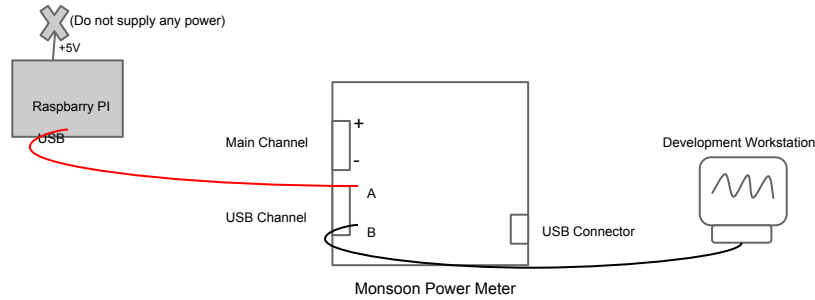 (Do not supply any power)
+5V
Raspbarry PI
USB
Main Channel
+
-
A
USB Channel
B
USB Connector
Development Workstation
Monsoon Power Meter